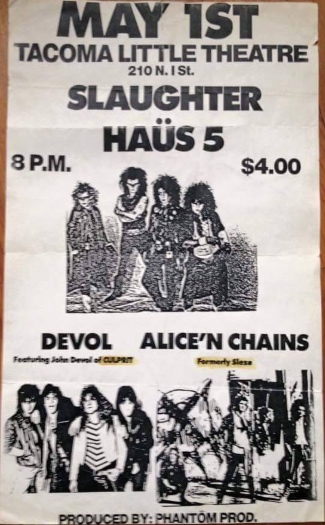 MAY 1ST
TACOMA LITTLE THEATRE
210 N. I St.
SLAUGHTER
HAÜS 5
8 P.M. $4.00
DEVOL ALICE'N CHAINS
Featuring John Devol of CULPRIT Formerly Sleze
PRODUCED BY: PHANTÖM PROD.